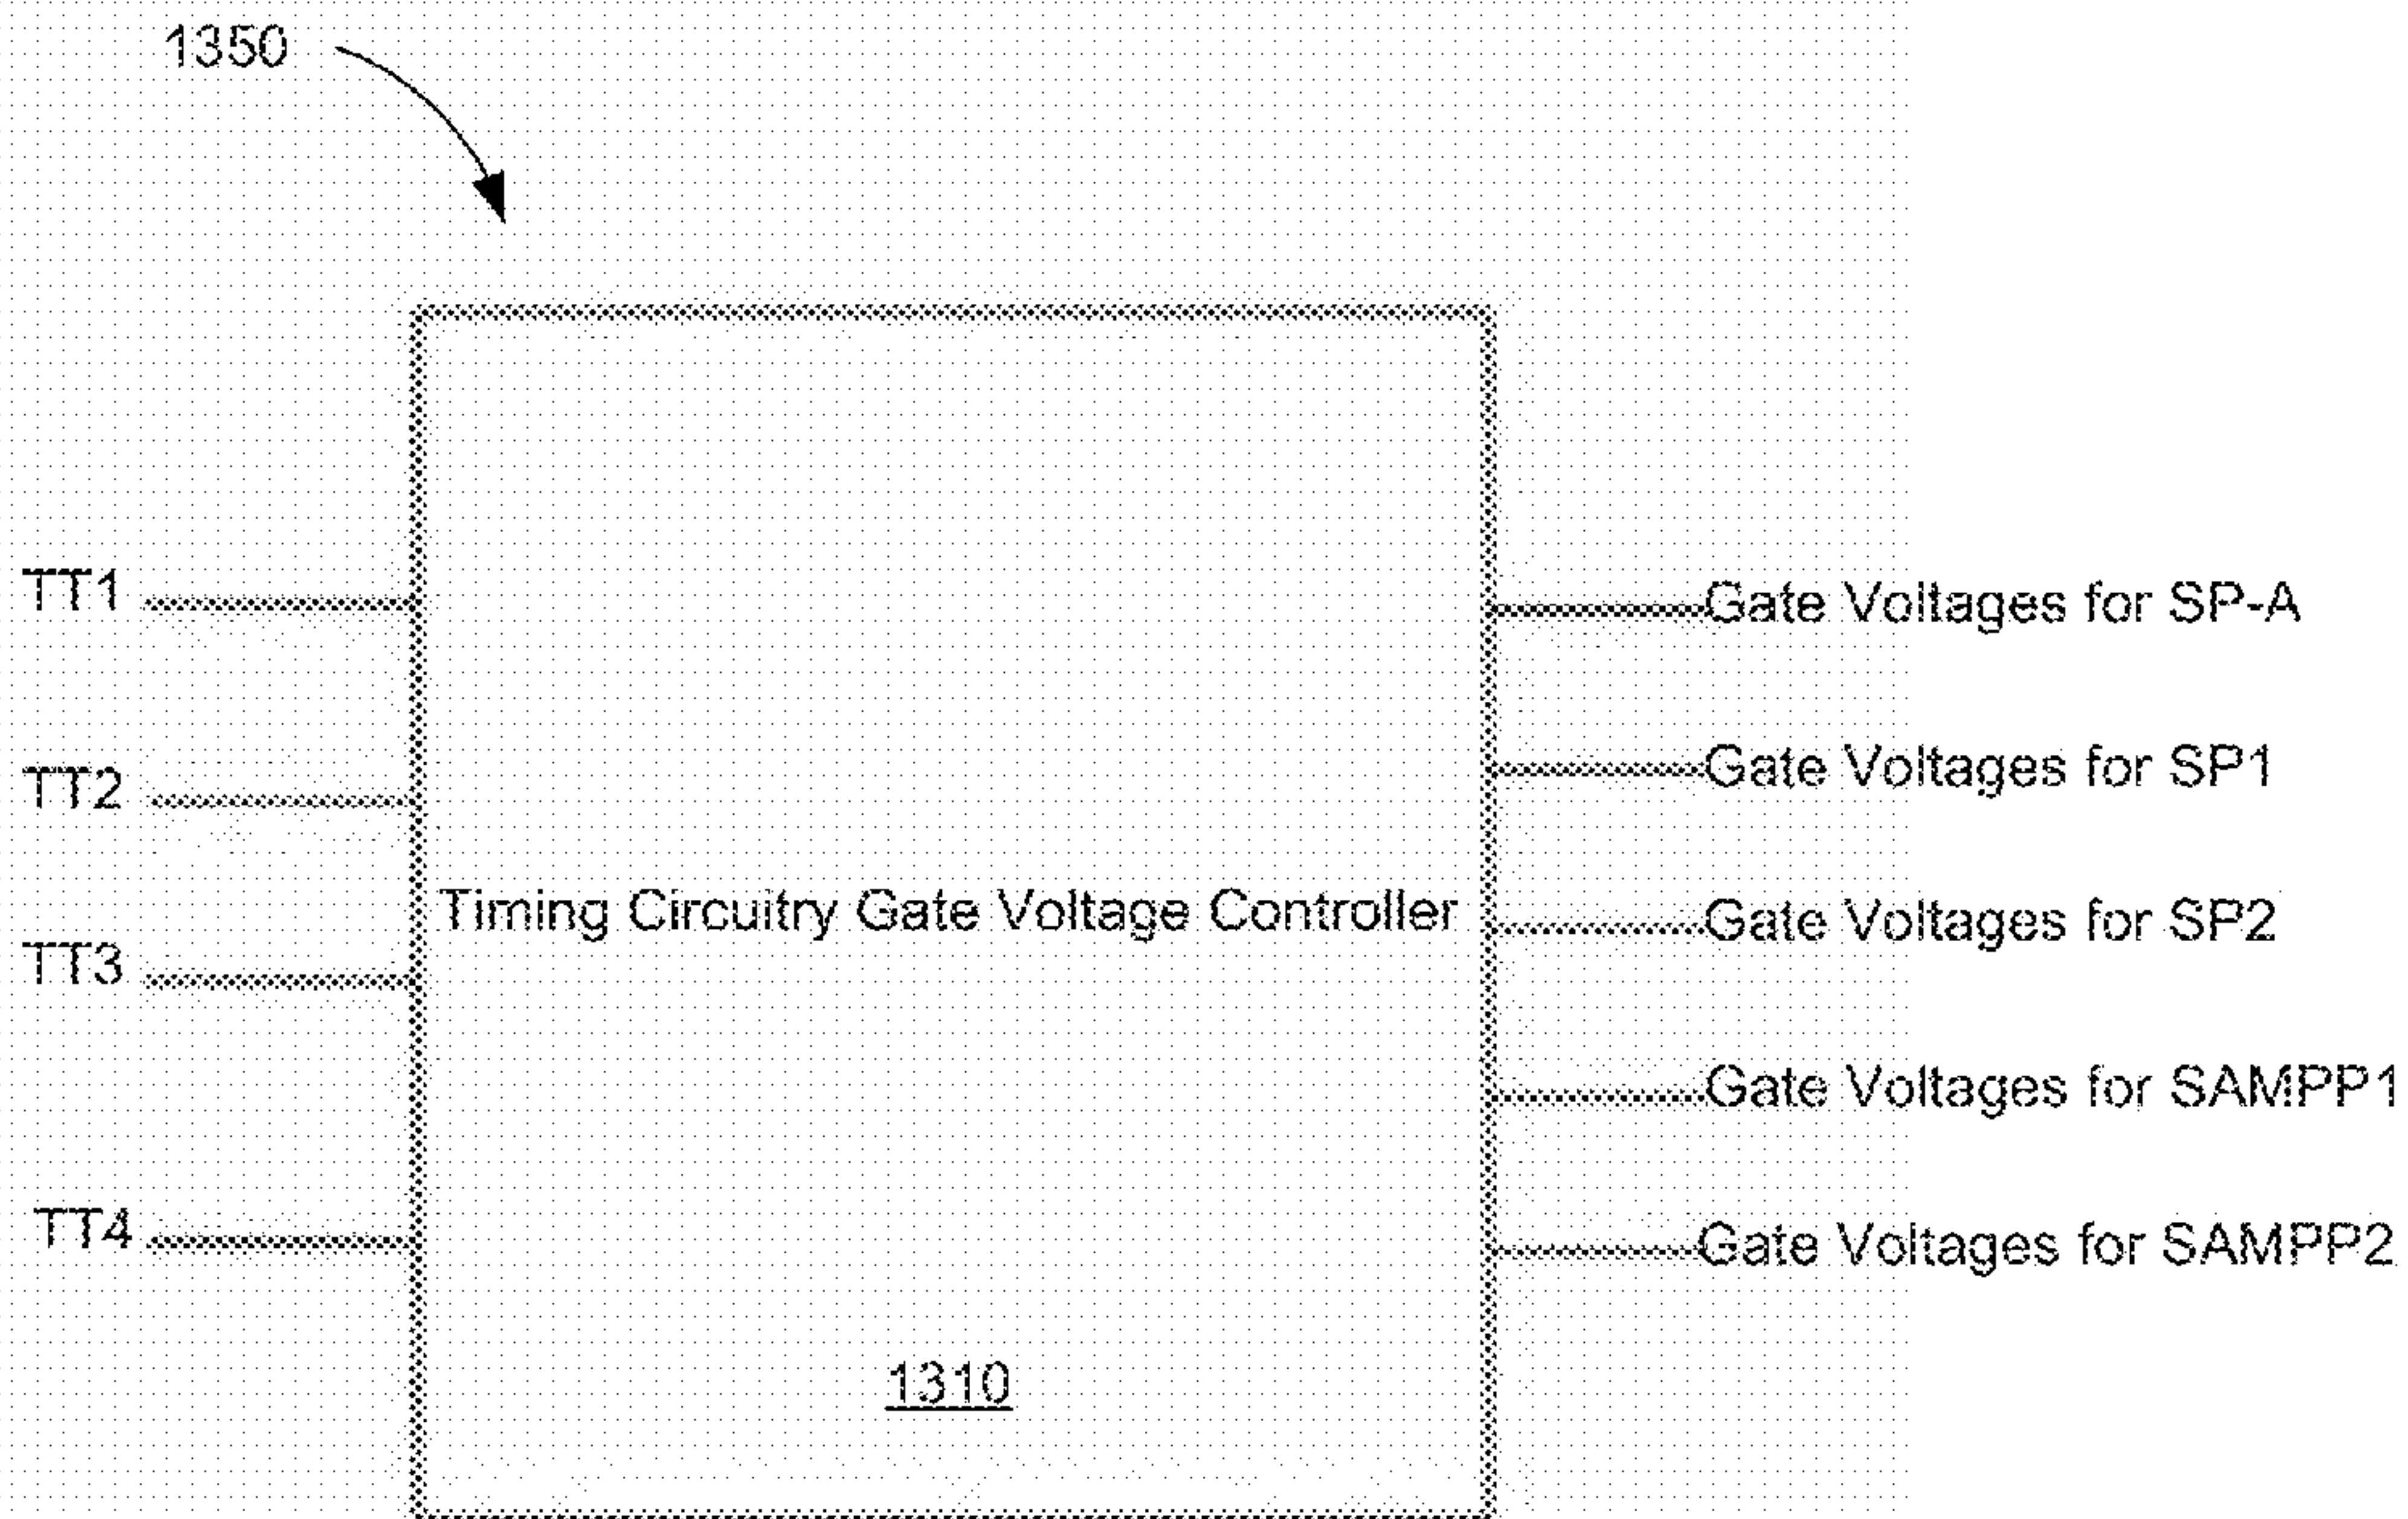 1350
TT1
Gate Voltages for SP-A
TT2
Gate Voltages for SP1
Timing Circuitry Gate Voltage Controller
Gate Voltages for SP2
TT3
Gate Voltages for SAMPP1
TT4
Gate Voltages for SAMPP2
1310